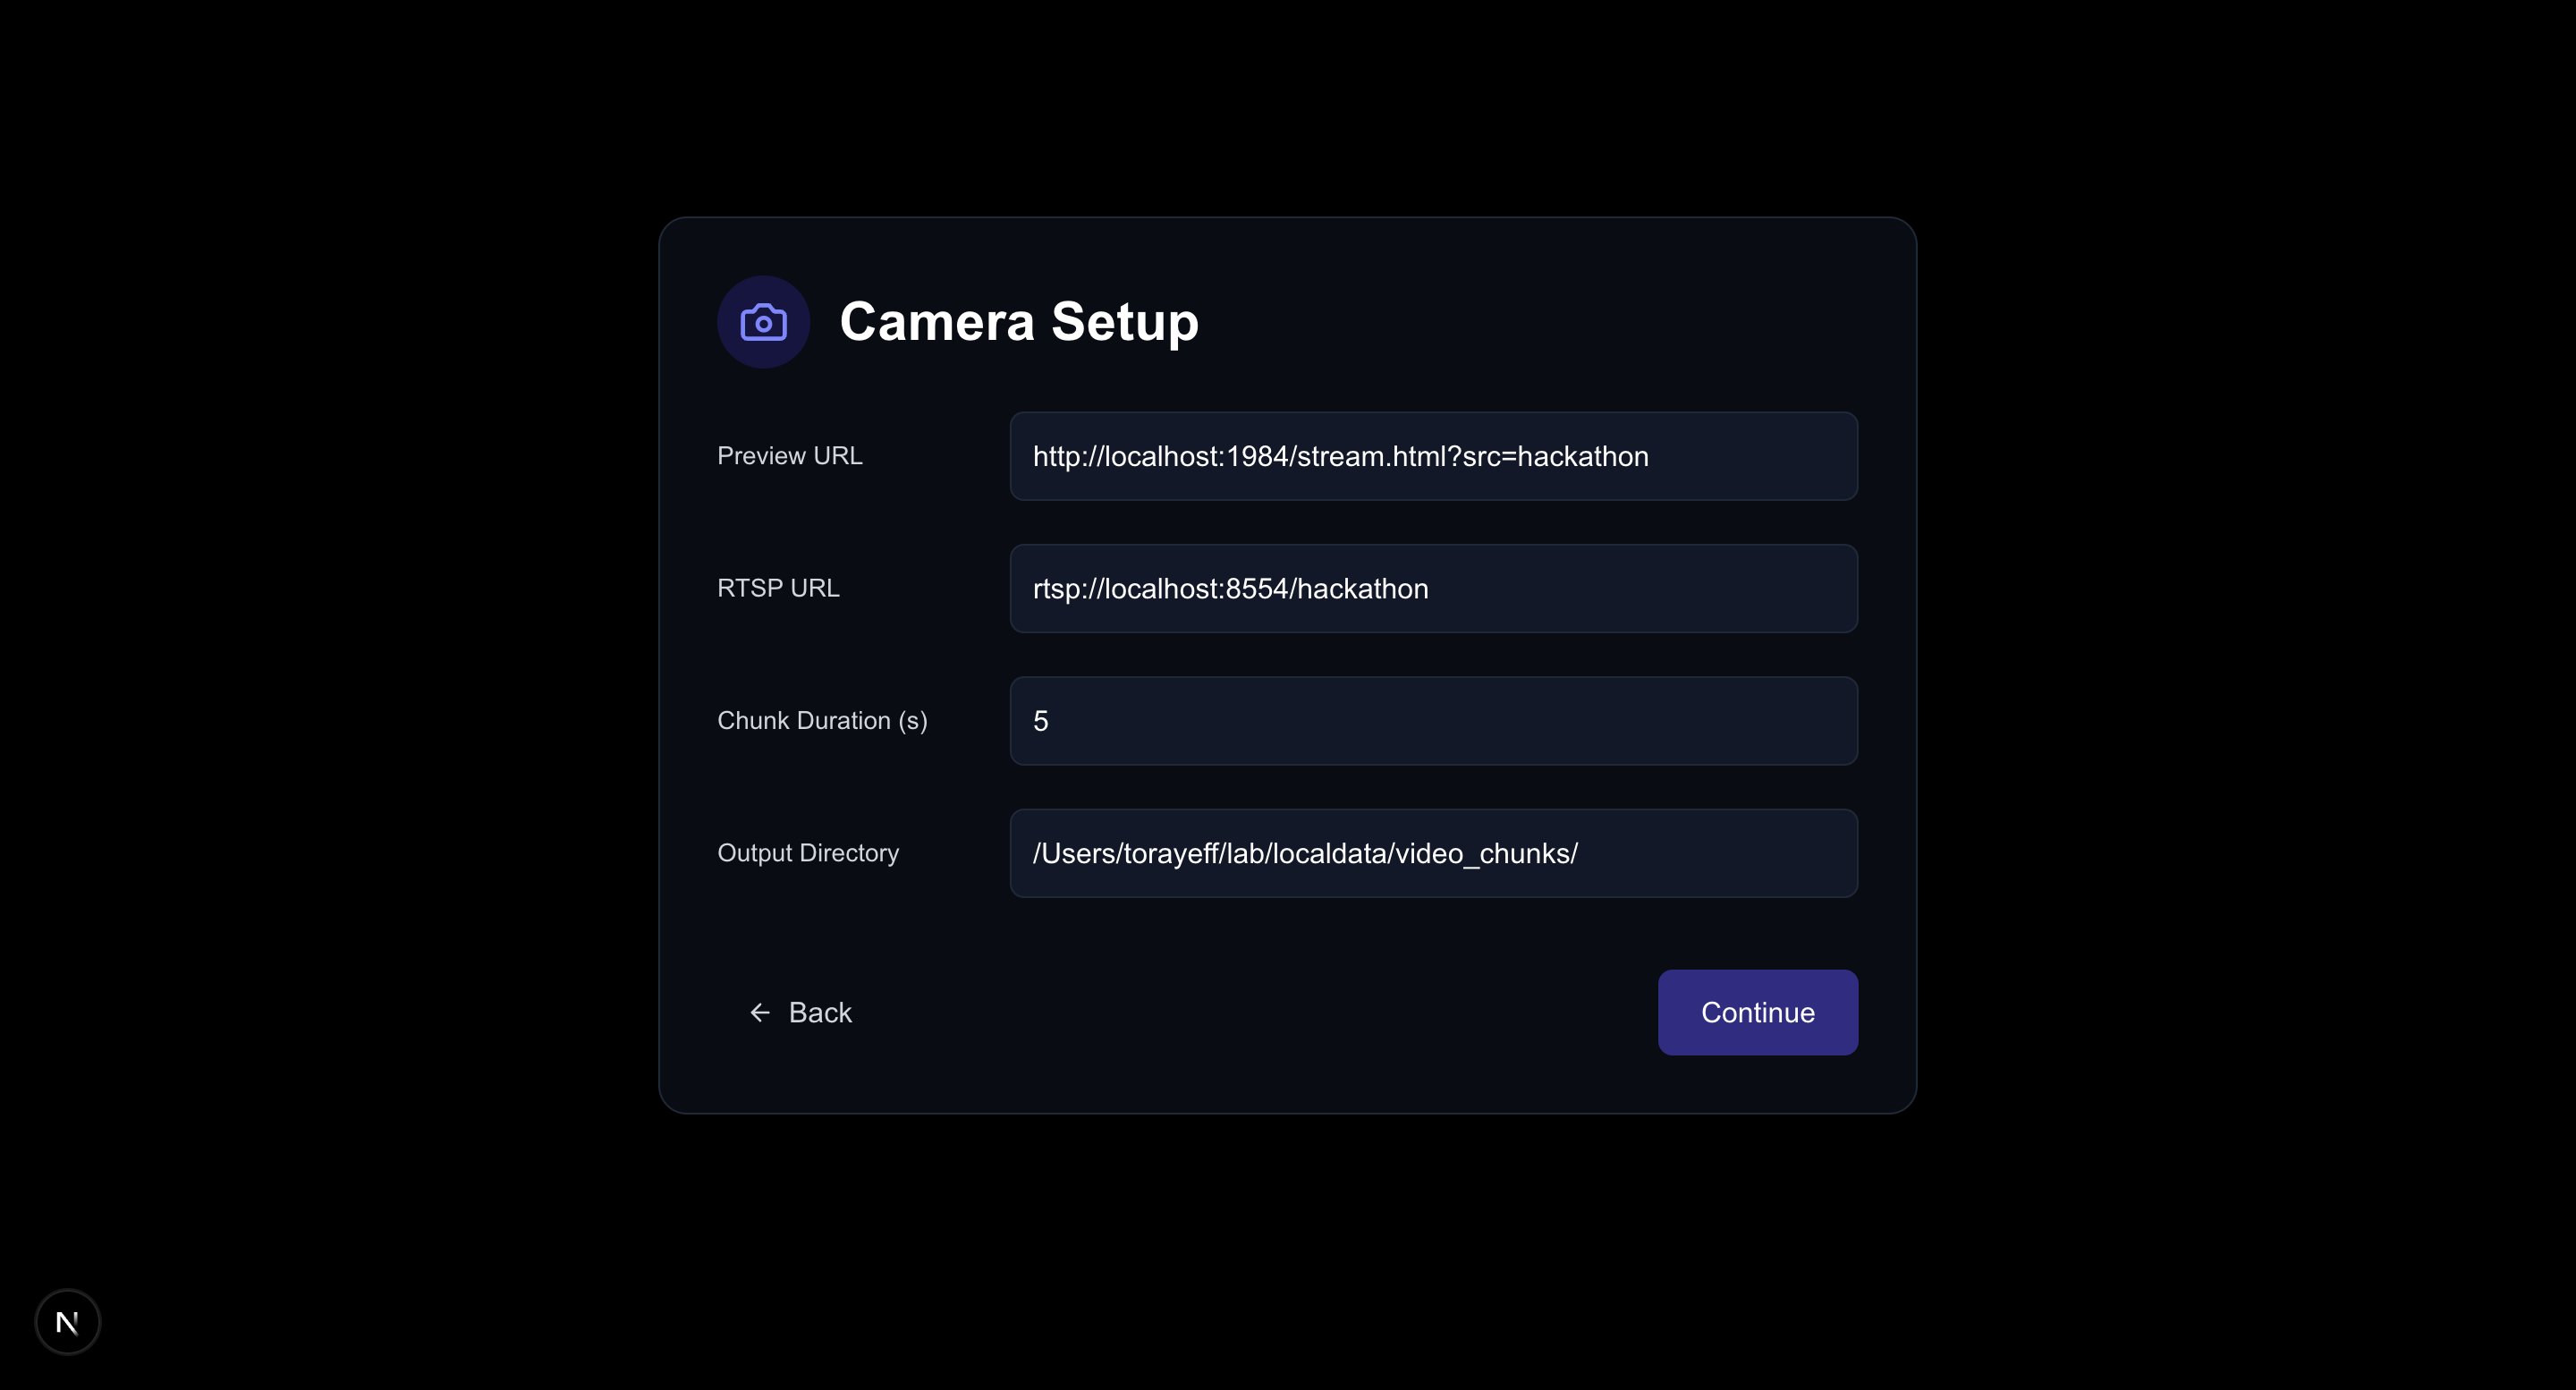 Camera Setup
Preview URL
http://localhost:1984/stream.html?src=hackathon
RTSP URL
rtsp://localhost:8554/hackathon
Chunk Duration (s)
5
Output Directory
/Users/torayeff/lab/localdata/video_chunks/
← Back
Continue
N